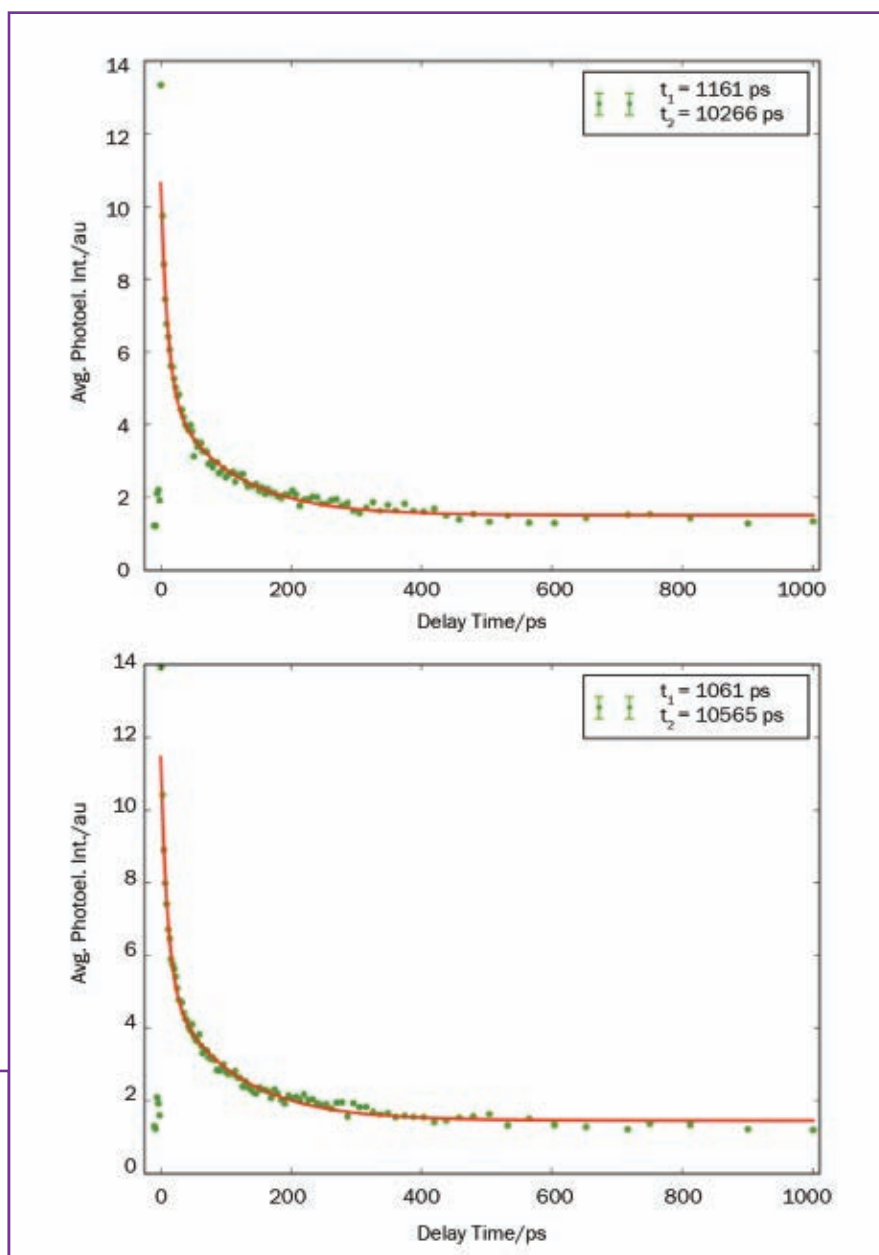 14
12
10
8
6
4
2
0
Avg. Photoel. Int./au
t1 = 1161 ps
t2 = 10266 ps
0 200 400 600 800 1000
Delay Time/ps
14
12
10
8
6
4
2
0
Avg. Photoel. Int./au
t1 = 1061 ps
t2 = 10565 ps
0 200 400 600 800 1000
Delay Time/ps